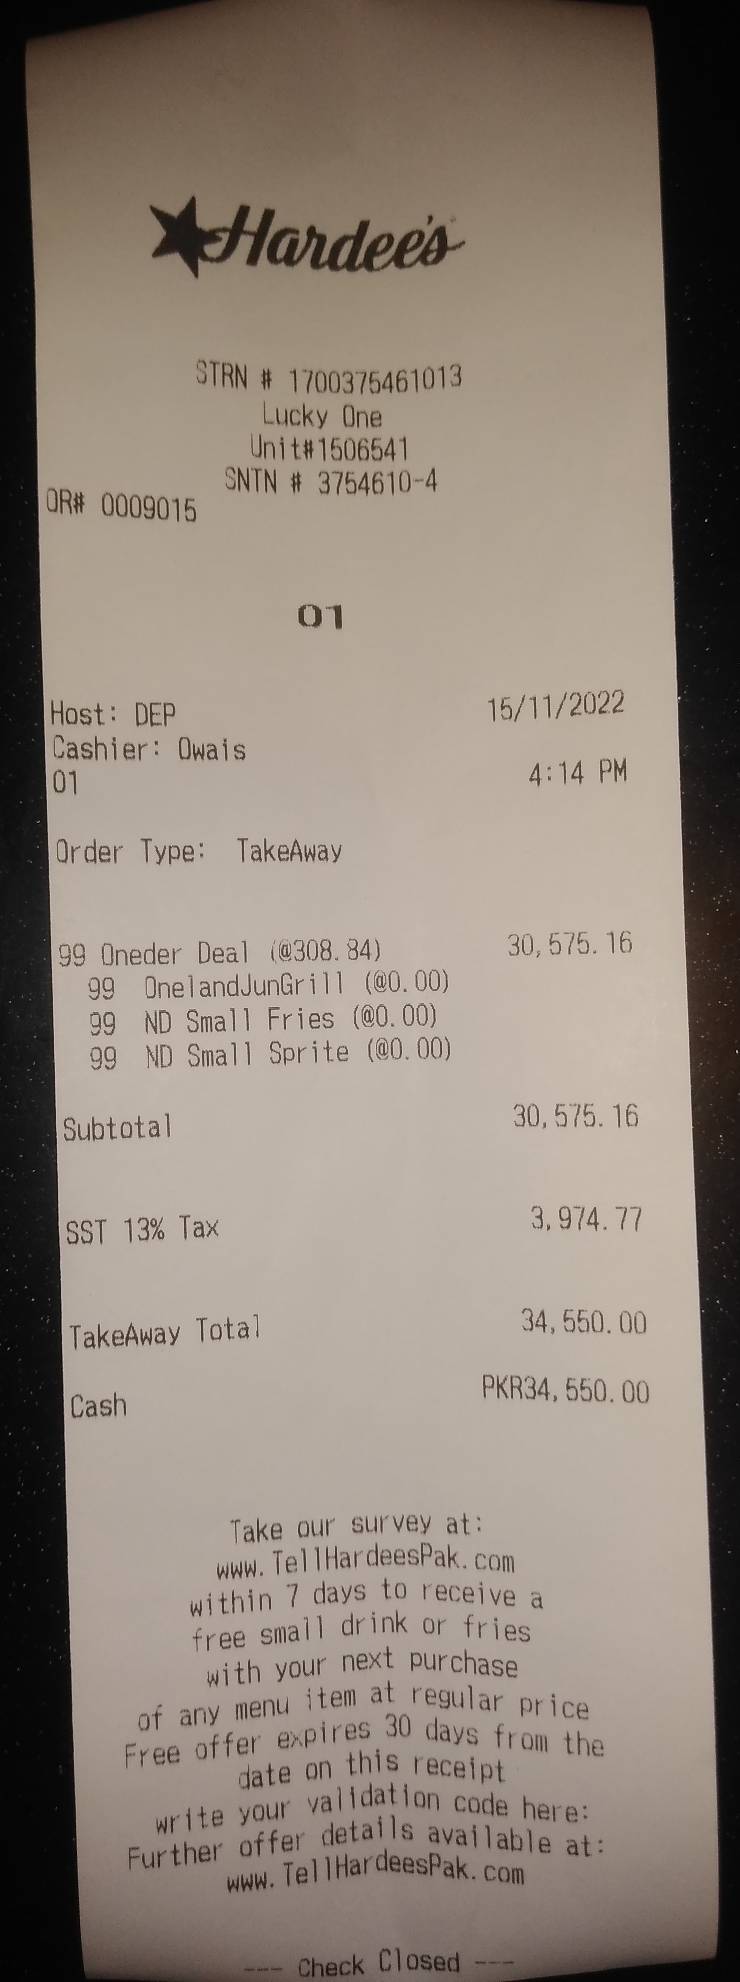 Hardee's
STRN # 1700375461013
Lucky One
Unit#1506541
SNTN # 3754610-4
OR# 0009015
01
Host: DEP 15/11/2022
Cashier: Owais
01 4:14 PM
Order Type: TakeAway
99 Oneder Deal (@308.84) 30,575.16
99 OnelandJunGrill (@0.00)
99 ND Small Fries (@0.00)
99 ND Small Sprite (@0.00)
Subtotal 30,575.16
SST 13% Tax 3,974.77
TakeAway Total 34,550.00
Cash PKR34,550.00
Take our survey at:
www.TellHardeesPak.com
within 7 days to receive a
free small drink or fries
with your next purchase
of any menu item at regular price
Free offer expires 30 days from the
date on this receipt
write your validation code here:
Further offer details available at:
www.TellHardeesPak.com
--- Check Closed ---